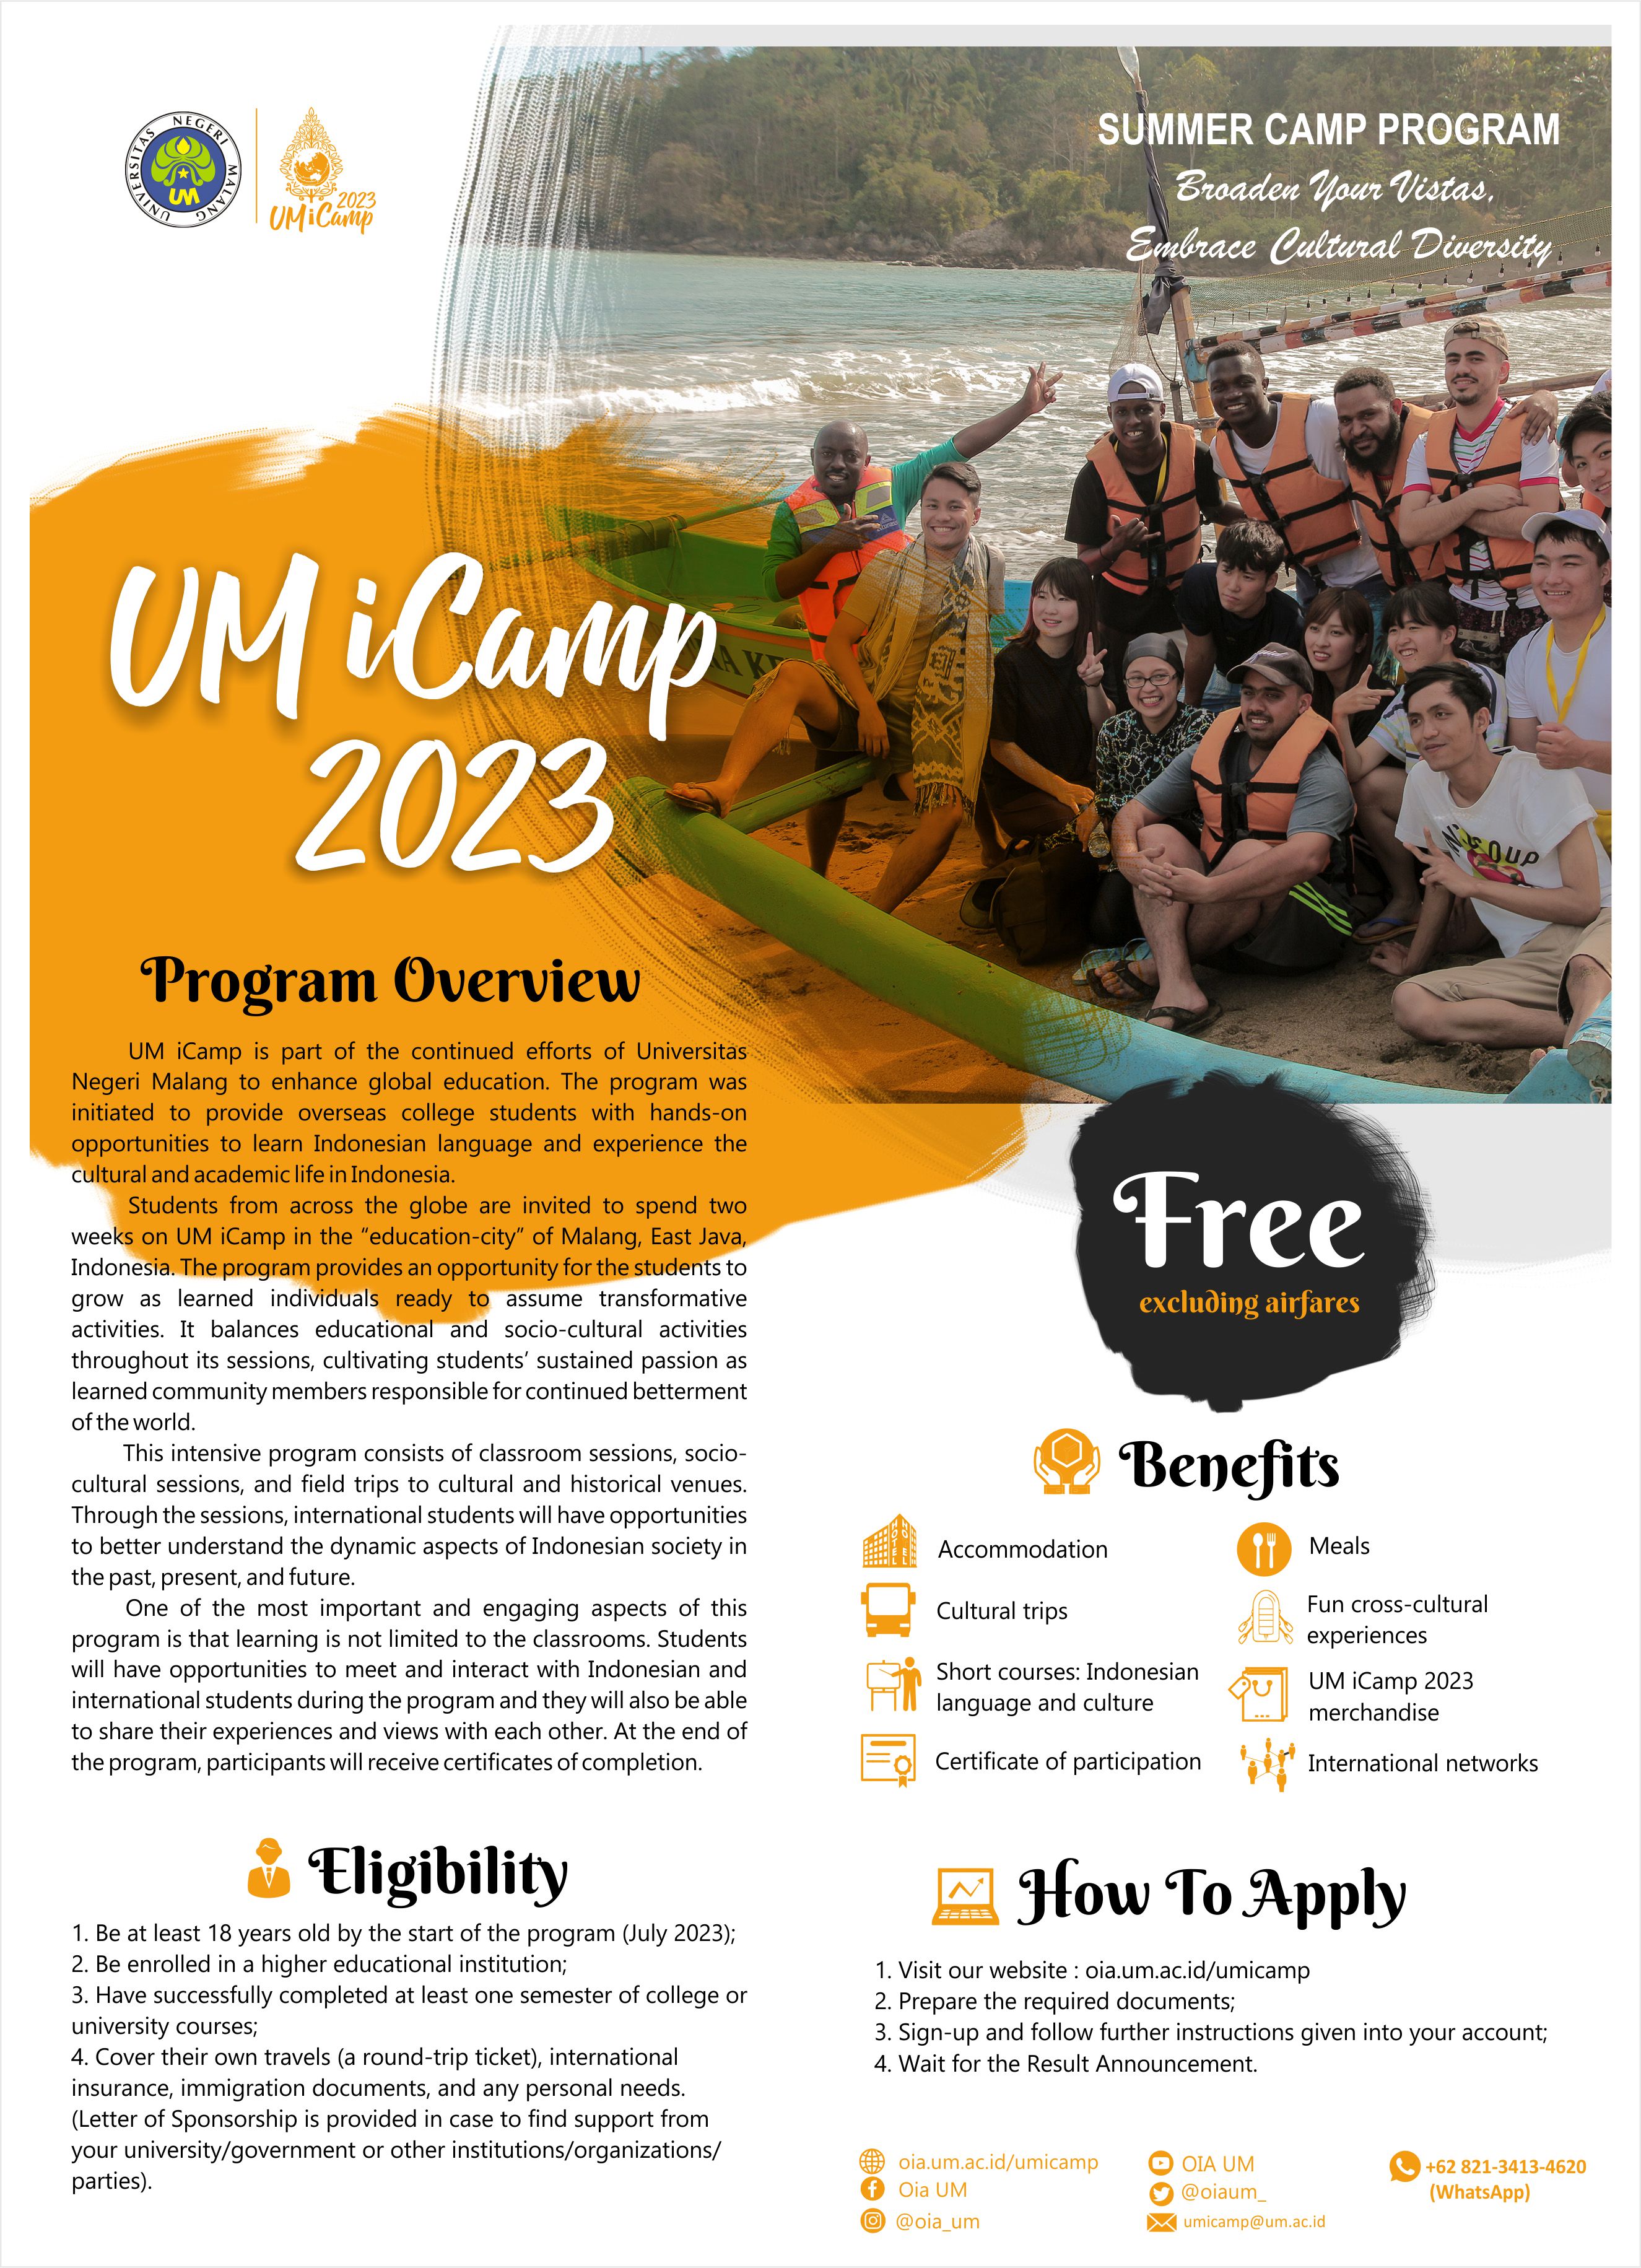 UNIVERSITAS NEGERI MALANG
UM
2023
UMiCamp
SUMMER CAMP PROGRAM
Broaden Your Vistas,
Embrace Cultural Diversity
UM iCamp
2023
Program Overview
UM iCamp is part of the continued efforts of Universitas
Negeri Malang to enhance global education. The program was
initiated to provide overseas college students with hands-on
opportunities to learn Indonesian language and experience the
cultural and academic life in Indonesia.
Students from across the globe are invited to spend two
weeks on UM iCamp in the “education-city” of Malang, East Java,
Indonesia. The program provides an opportunity for the students to
grow as learned individuals ready to assume transformative
activities. It balances educational and socio-cultural activities
throughout its sessions, cultivating students’ sustained passion as
learned community members responsible for continued betterment
of the world.
This intensive program consists of classroom sessions, socio-
cultural sessions, and field trips to cultural and historical venues.
Through the sessions, international students will have opportunities
to better understand the dynamic aspects of Indonesian society in
the past, present, and future.
One of the most important and engaging aspects of this
program is that learning is not limited to the classrooms. Students
will have opportunities to meet and interact with Indonesian and
international students during the program and they will also be able
to share their experiences and views with each other. At the end of
the program, participants will receive certificates of completion.
Free
excluding airfares
Benefits
Accommodation
Meals
Cultural trips
Fun cross-cultural
experiences
Short courses: Indonesian
language and culture
UM iCamp 2023
merchandise
Certificate of participation
International networks
Eligibility
1. Be at least 18 years old by the start of the program (July 2023);
2. Be enrolled in a higher educational institution;
3. Have successfully completed at least one semester of college or
university courses;
4. Cover their own travels (a round-trip ticket), international
insurance, immigration documents, and any personal needs.
(Letter of Sponsorship is provided in case to find support from
your university/government or other institutions/organizations/
parties).
How To Apply
1. Visit our website : oia.um.ac.id/umicamp
2. Prepare the required documents;
3. Sign-up and follow further instructions given into your account;
4. Wait for the Result Announcement.
oia.um.ac.id/umicamp
Oia UM
@oia_um
OIA UM
@oiaum_
umicamp@um.ac.id
+62 821-3413-4620
(WhatsApp)